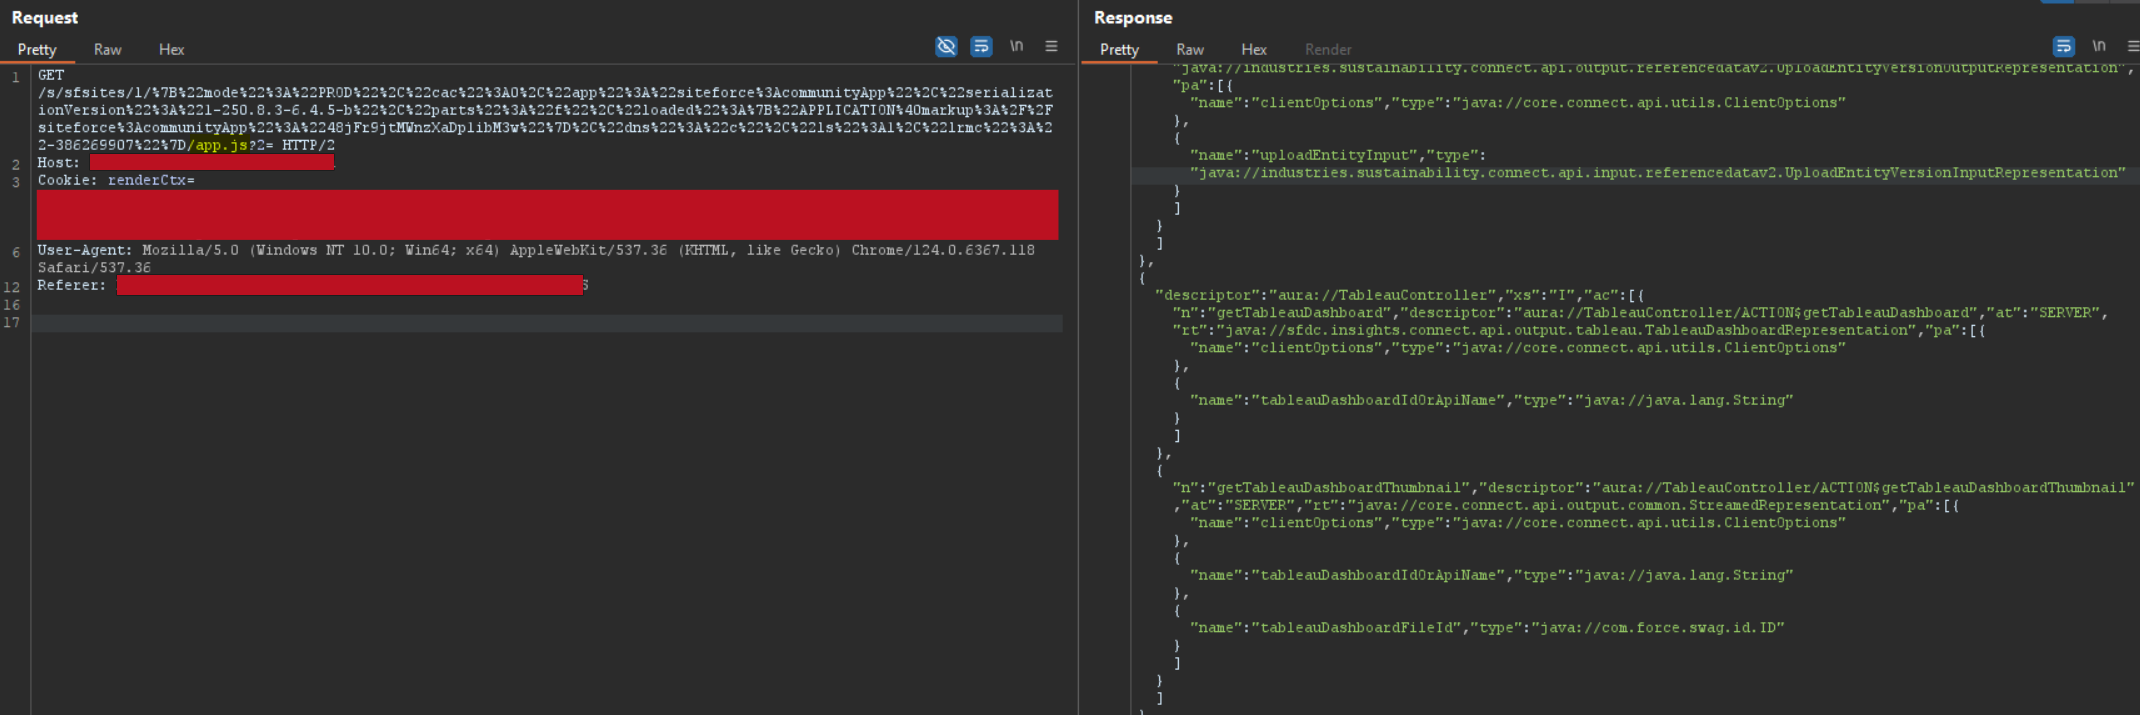 Request
Pretty Raw Hex \n
1 GET
/s/sfsites/l/%7B%22mode%22%3A%22PROD%22%2C%22cac%22%3A0%2C%22app%22%3A%22siteforce%3AcommunityApp%22%2C%22serializat
ionVersion%22%3A%221-250.8.3-6.4.5-b%22%2C%22parts%22%3A%22f%22%2C%22loaded%22%3A%7B%22APPLICATION%40markup%3A%2F%2F
siteforce%3AcommunityApp%22%3A%2248jFr9jtMWnzXaDplibM3w%22%7D%2C%22dns%22%3A%22c%22%2C%22ls%22%3A1%2C%22lrmc%22%3A%2
2-386269907%22%7D/app.js?2= HTTP/2
2 Host:
3 Cookie: renderCtx=
6 User-Agent: Mozilla/5.0 (Windows NT 10.0; Win64; x64) AppleWebKit/537.36 (KHTML, like Gecko) Chrome/124.0.6367.118
Safari/537.36
12 Referer:
16
17
Response
Pretty Raw Hex Render \n
"java://industries.sustainability.connect.api.output.referencedatav2.UploadEntityVersionOutputRepresentation",
"pa":[{
"name":"clientOptions","type":"java://core.connect.api.utils.ClientOptions"
},
{
"name":"uploadEntityInput","type":
"java://industries.sustainability.connect.api.input.referencedatav2.UploadEntityVersionInputRepresentation"
}
]
}
]
},
{
"descriptor":"aura://TableauController","xs":"I","ac":[{
"n":"getTableauDashboard","descriptor":"aura://TableauController/ACTION$getTableauDashboard","at":"SERVER",
"rt":"java://sfdc.insights.connect.api.output.tableau.TableauDashboardRepresentation","pa":[{
"name":"clientOptions","type":"java://core.connect.api.utils.ClientOptions"
},
{
"name":"tableauDashboardIdOrApiName","type":"java://java.lang.String"
}
]
},
{
"n":"getTableauDashboardThumbnail","descriptor":"aura://TableauController/ACTION$getTableauDashboardThumbnail"
,"at":"SERVER","rt":"java://core.connect.api.output.common.StreamedRepresentation","pa":[{
"name":"clientOptions","type":"java://core.connect.api.utils.ClientOptions"
},
{
"name":"tableauDashboardIdOrApiName","type":"java://java.lang.String"
},
{
"name":"tableauDashboardFileId","type":"java://com.force.swag.id.ID"
}
]
}
]